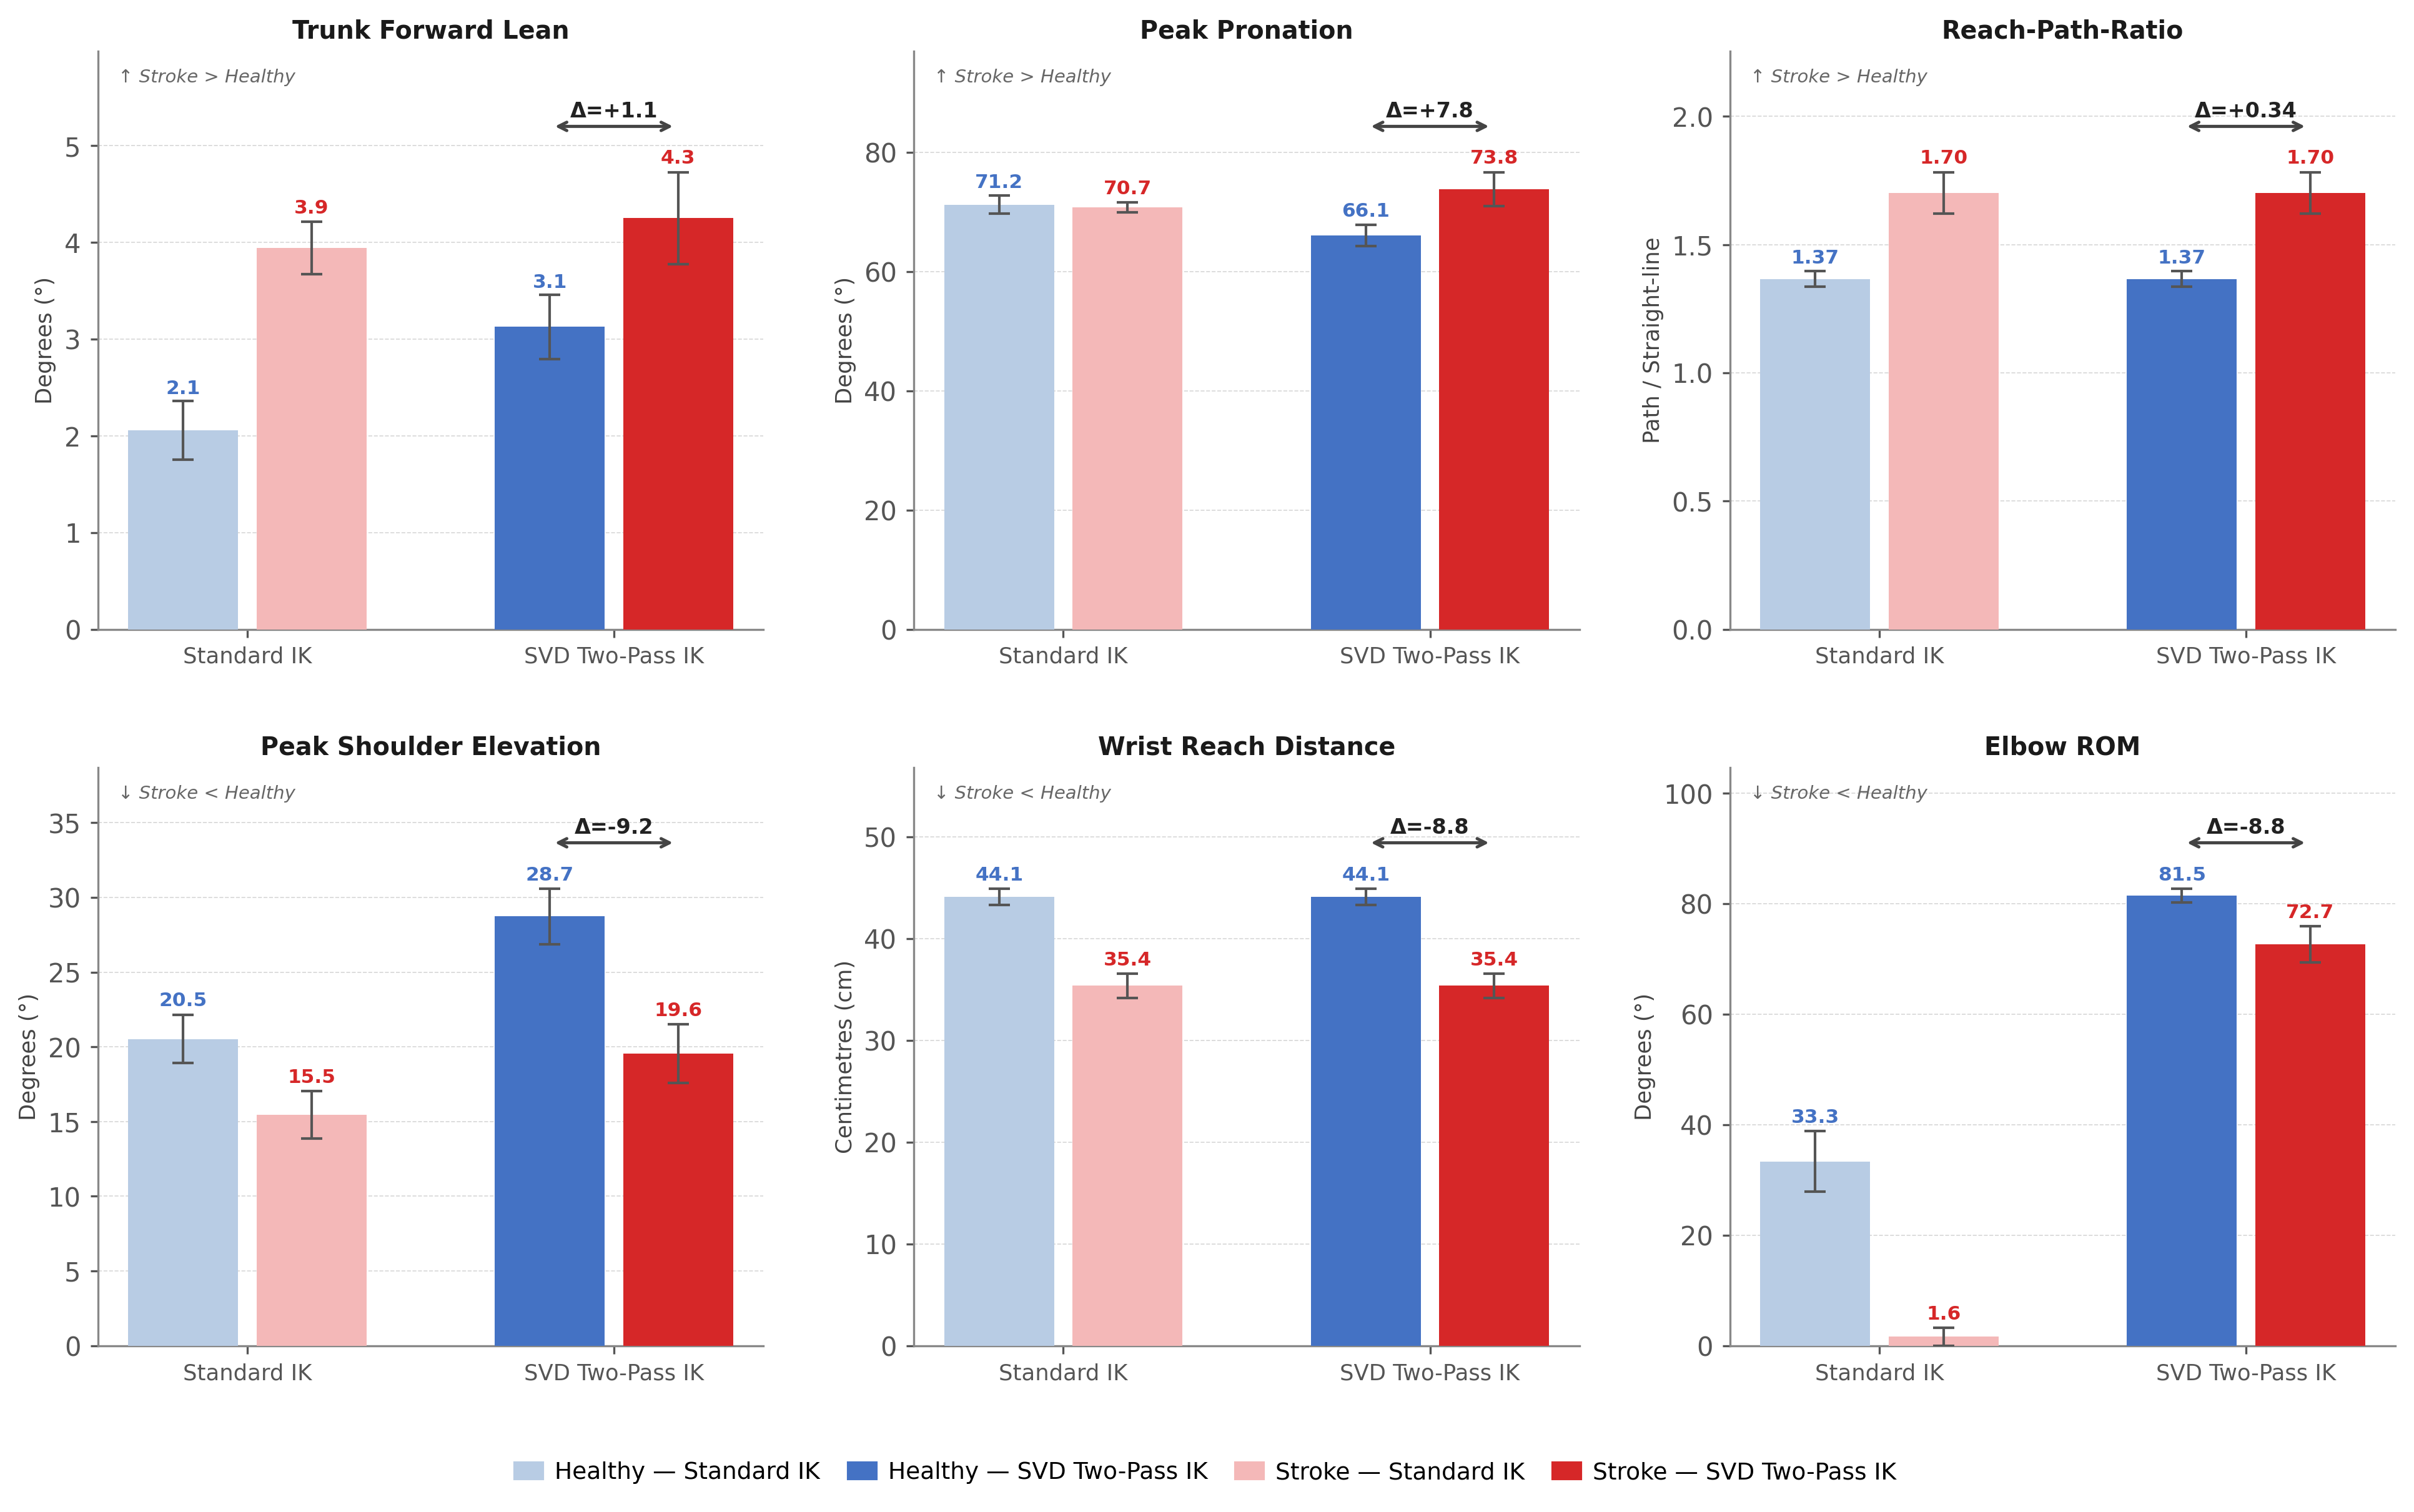 Trunk Forward Lean
↑ Stroke > Healthy
Δ=+1.1
2.1
3.9
3.1
4.3
Degrees (°)
5
4
3
2
1
0
Standard IK
SVD Two-Pass IK
Peak Pronation
↑ Stroke > Healthy
Δ=+7.8
71.2
70.7
66.1
73.8
Degrees (°)
80
60
40
20
0
Standard IK
SVD Two-Pass IK
Reach-Path-Ratio
↑ Stroke > Healthy
Δ=+0.34
1.37
1.70
1.37
1.70
Path / Straight-line
2.0
1.5
1.0
0.5
0.0
Standard IK
SVD Two-Pass IK
Peak Shoulder Elevation
↓ Stroke < Healthy
Δ=-9.2
20.5
15.5
28.7
19.6
Degrees (°)
35
30
25
20
15
10
5
0
Standard IK
SVD Two-Pass IK
Wrist Reach Distance
↓ Stroke < Healthy
Δ=-8.8
44.1
35.4
44.1
35.4
Centimetres (cm)
50
40
30
20
10
0
Standard IK
SVD Two-Pass IK
Elbow ROM
↓ Stroke < Healthy
Δ=-8.8
33.3
1.6
81.5
72.7
Degrees (°)
100
80
60
40
20
0
Standard IK
SVD Two-Pass IK
Healthy — Standard IK
Healthy — SVD Two-Pass IK
Stroke — Standard IK
Stroke — SVD Two-Pass IK